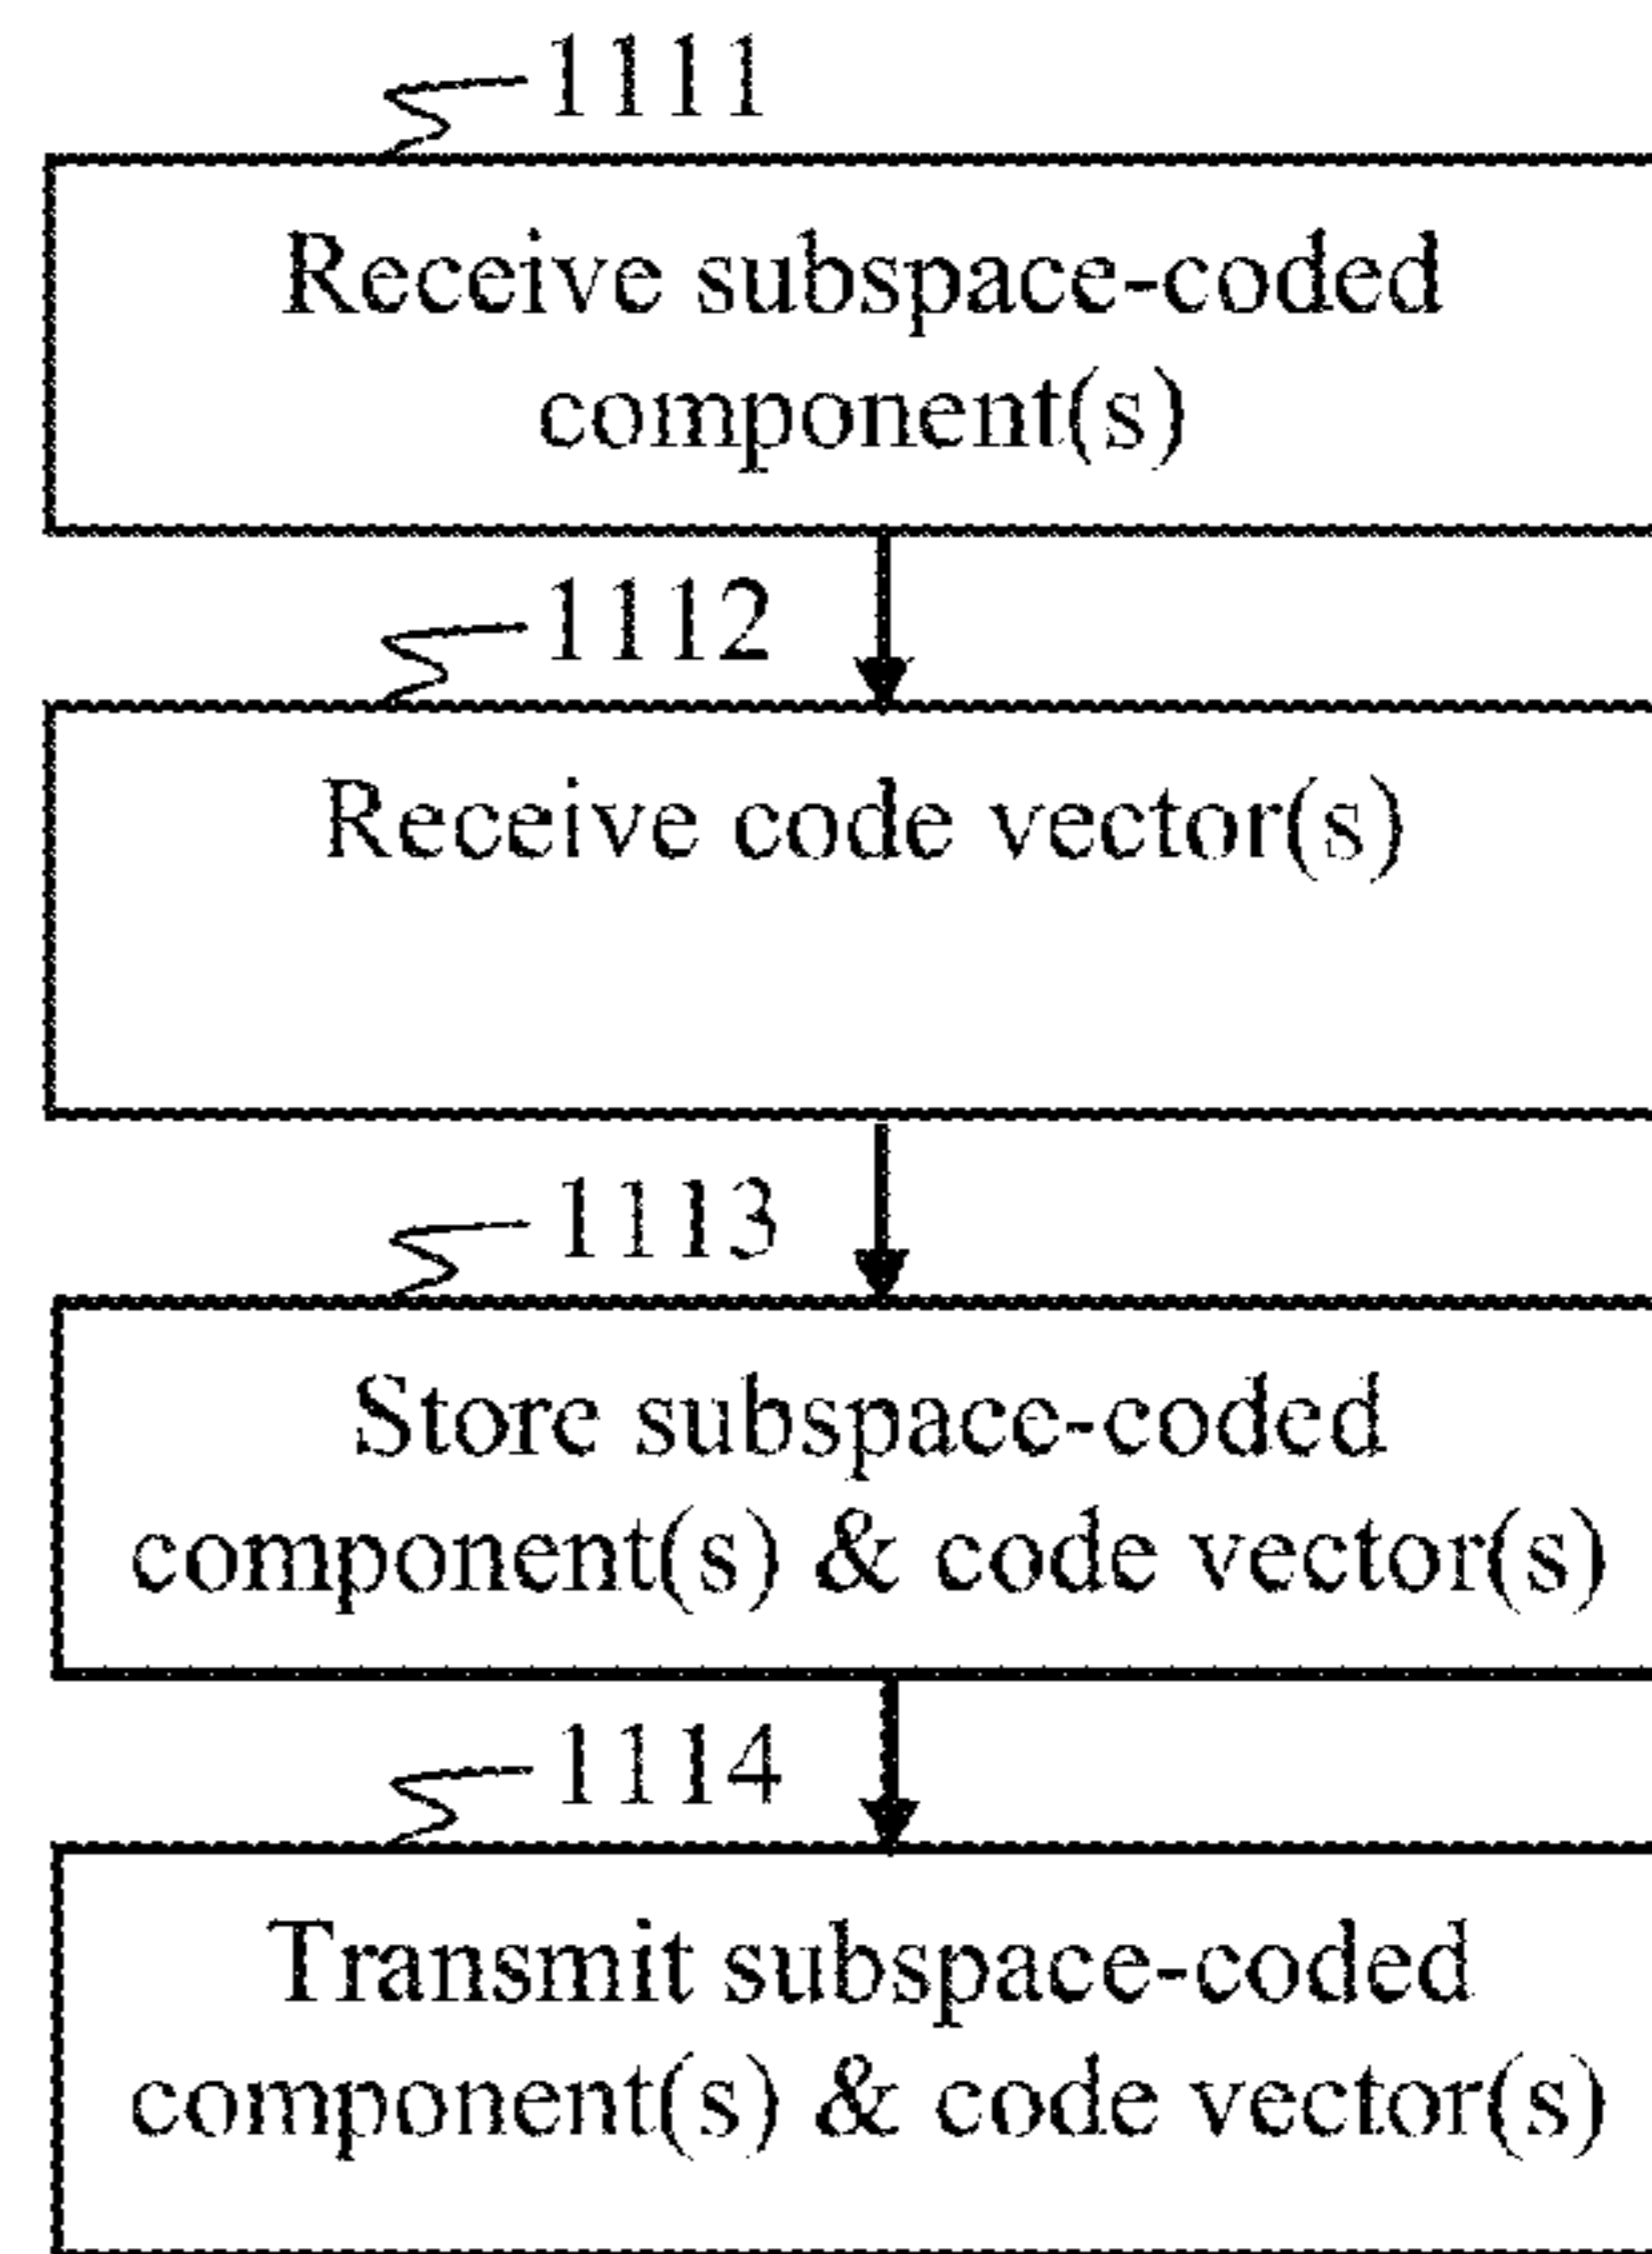 1111
Receive subspace-coded
component(s)
1112
Receive code vector(s)
1113
Store subspace-coded
component(s) & code vector(s)
1114
Transmit subspace-coded
component(s) & code vector(s)